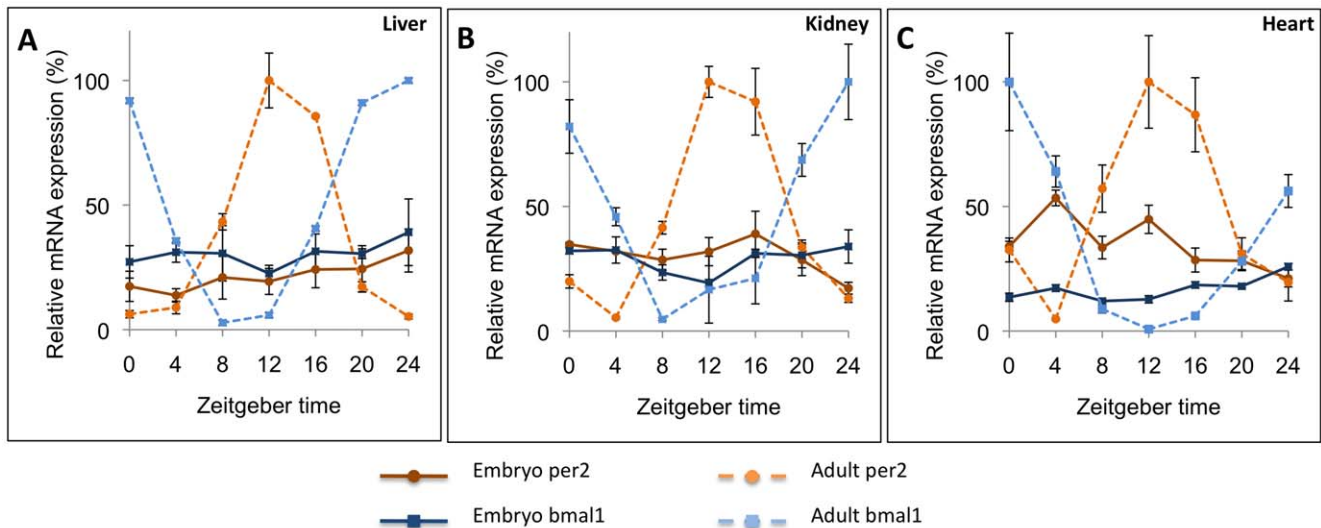 A
Liver
Relative mRNA expression (%)
100
50
0
0 4 8 12 16 20 24
Zeitgeber time
B
Kidney
Relative mRNA expression (%)
100
50
0
0 4 8 12 16 20 24
Zeitgeber time
C
Heart
Relative mRNA expression (%)
100
50
0
0 4 8 12 16 20 24
Zeitgeber time
Embryo per2
Adult per2
Embryo bmal1
Adult bmal1